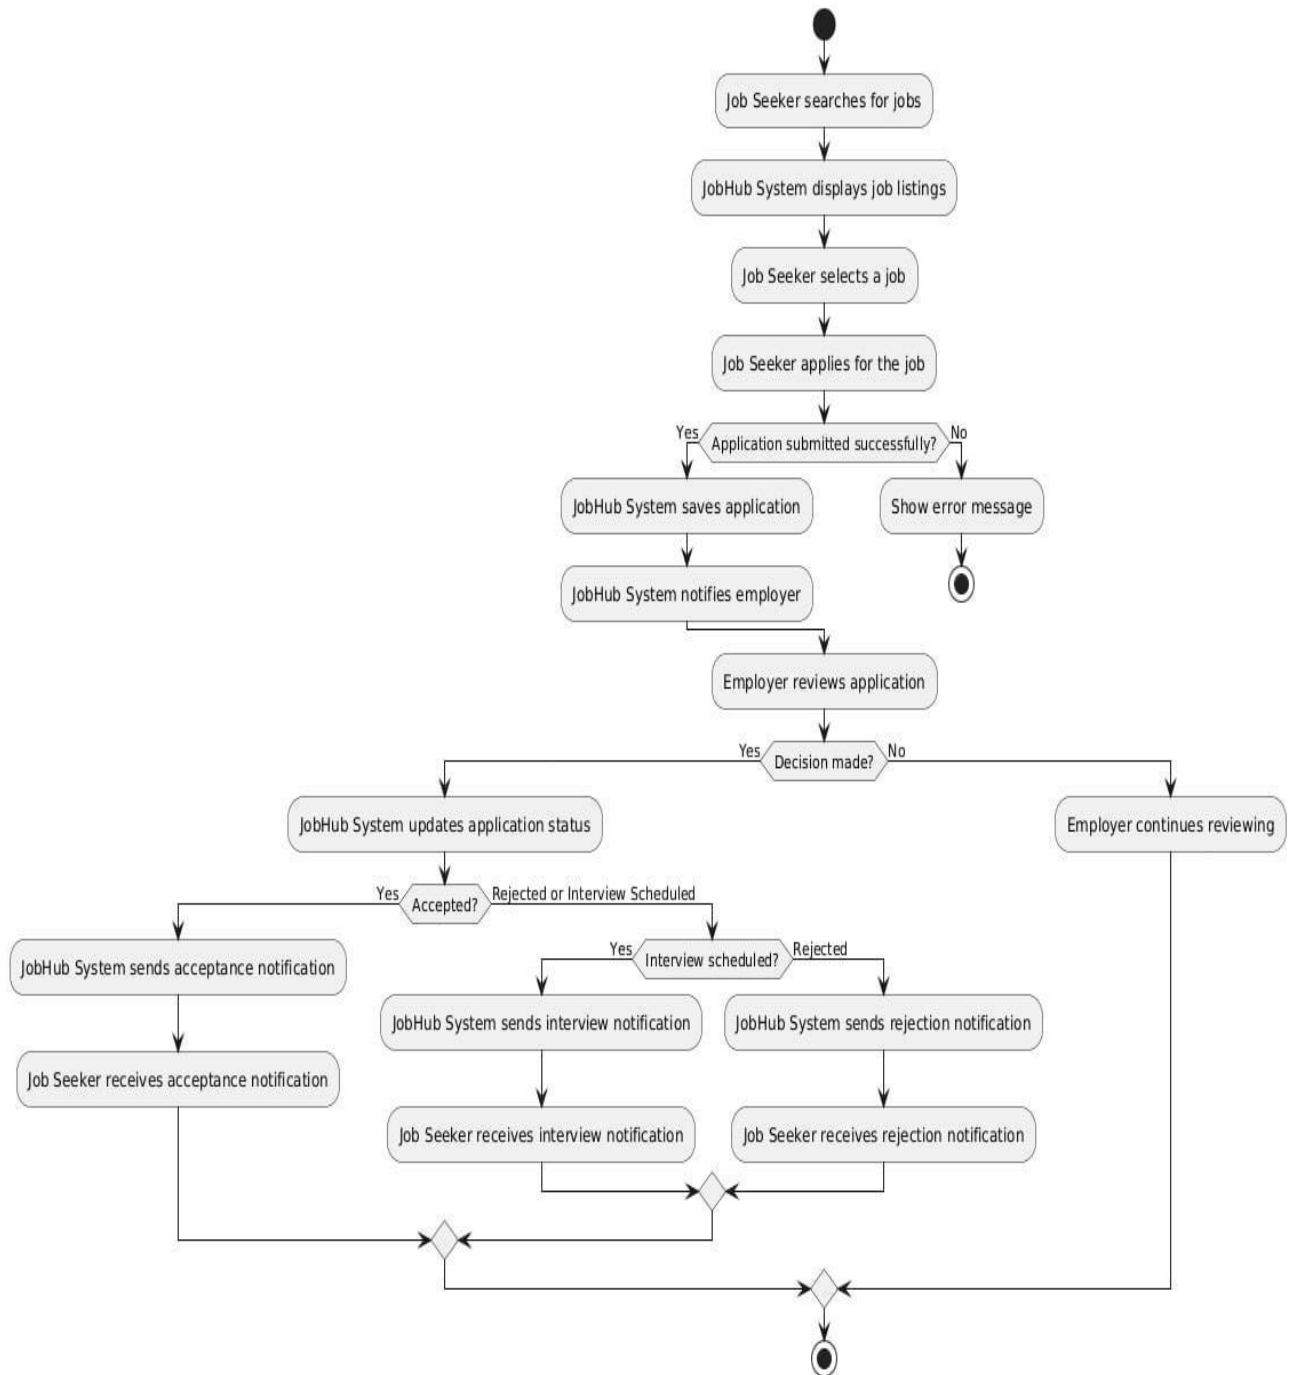 Job Seeker searches for jobs
JobHub System displays job listings
Job Seeker selects a job
Job Seeker applies for the job
Yes
Application submitted successfully?
No
JobHub System saves application
Show error message
JobHub System notifies employer
Employer reviews application
Yes
Decision made?
No
JobHub System updates application status
Employer continues reviewing
Yes
Accepted?
Rejected or Interview Scheduled
Yes
Interview scheduled?
Rejected
JobHub System sends acceptance notification
JobHub System sends interview notification
JobHub System sends rejection notification
Job Seeker receives acceptance notification
Job Seeker receives interview notification
Job Seeker receives rejection notification